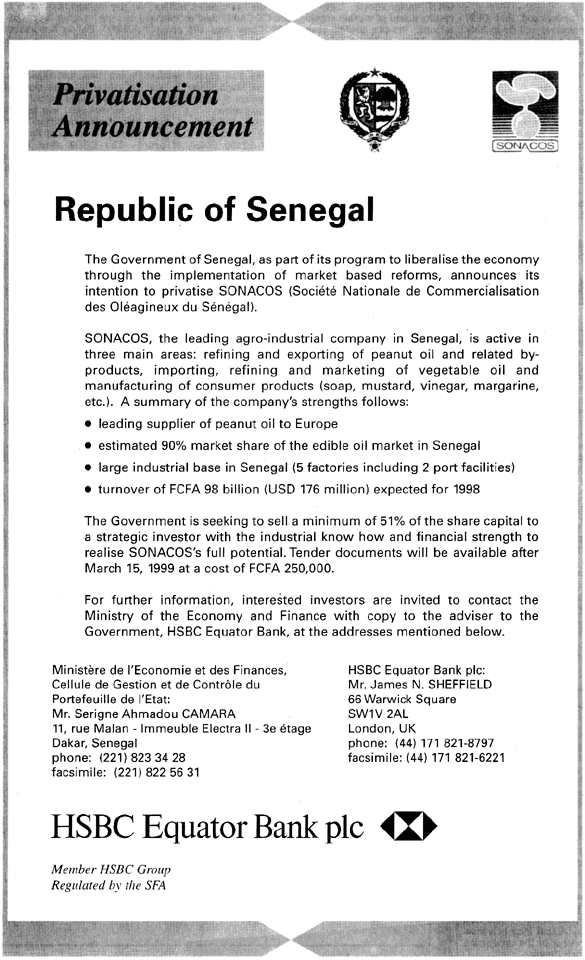 Privatisation
Announcement
SONACOS
Republic of Senegal
The Government of Senegal, as part of its program to liberalise the economy
through the implementation of market based reforms, announces its
intention to privatise SONACOS (Société Nationale de Commercialisation
des Oléagineux du Sénégal).
SONACOS, the leading agro-industrial company in Senegal, is active in
three main areas: refining and exporting of peanut oil and related by-
products, importing, refining and marketing of vegetable oil and
manufacturing of consumer products (soap, mustard, vinegar, margarine,
etc.). A summary of the company's strengths follows:
● leading supplier of peanut oil to Europe
● estimated 90% market share of the edible oil market in Senegal
● large industrial base in Senegal (5 factories including 2 port facilities)
● turnover of FCFA 98 billion (USD 176 million) expected for 1998
The Government is seeking to sell a minimum of 51% of the share capital to
a strategic investor with the industrial know how and financial strength to
realise SONACOS's full potential. Tender documents will be available after
March 15, 1999 at a cost of FCFA 250,000.
For further information, interested investors are invited to contact the
Ministry of the Economy and Finance with copy to the adviser to the
Government, HSBC Equator Bank, at the addresses mentioned below.
Ministère de l'Economie et des Finances,
Cellule de Gestion et de Contrôle du
Portefeuille de l'Etat:
Mr. Serigne Ahmadou CAMARA
11, rue Malan - Immeuble Electra II - 3e étage
Dakar, Senegal
phone: (221) 823 34 28
facsimile: (221) 822 56 31
HSBC Equator Bank plc:
Mr. James N. SHEFFIELD
66 Warwick Square
SW1V 2AL
London, UK
phone: (44) 171 821-8797
facsimile: (44) 171 821-6221
HSBC Equator Bank plc
Member HSBC Group
Regulated by the SFA